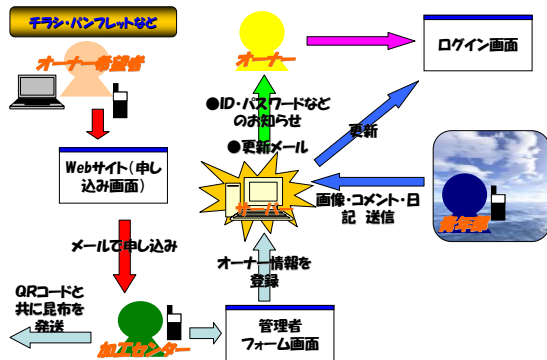 チラシ・パンフレットなど
オーナー希望者
オーナー
ログイン画面
●ID・パスワードなど
のお知らせ
●更新メール
更新
Webサイト(申し
込み画面)
サーバー
画像・コメント・日
記 送信
青年部
メールで申し込み
オーナー情報を
登録
QRコードと
共に昆布を
発送
加工センター
管理者
フォーム画面